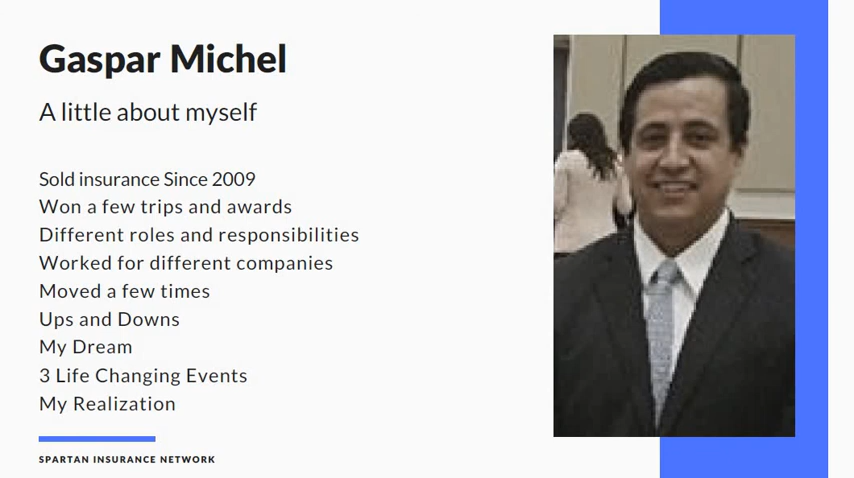 Gaspar Michel
A little about myself
Sold insurance Since 2009
Won a few trips and awards
Different roles and responsibilities
Worked for different companies
Moved a few times
Ups and Downs
My Dream
3 Life Changing Events
My Realization
SPARTAN INSURANCE NETWORK